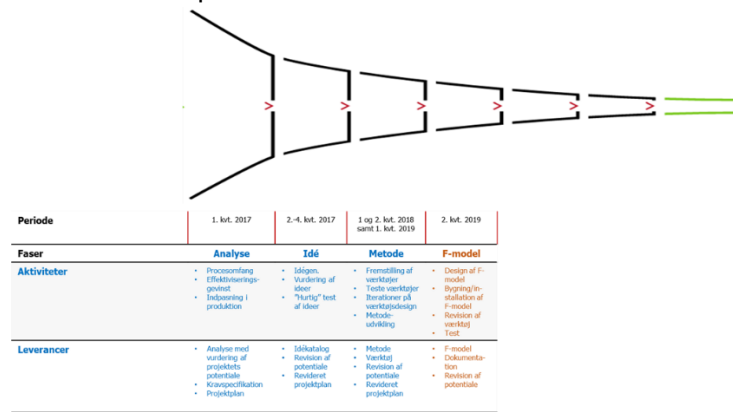 Periode 1. kvt. 2017 2.-4. kvt. 2017 1 og 2. kvt. 2018 2. kvt. 2019
samt 1. kvt. 2019
Faser Analyse Idé Metode F-model
Aktiviteter
• Procesomfang
• Effektiviserings-
gevinst
• Indpasning i
produktion
• Idégen.
• Vurdering af
ideer
• "Hurtig" test
af ideer
• Fremstilling af
værktøjer
• Teste værktøjer
• Iterationer på
værktøjsdesign
• Metode-
udvikling
• Design af F-
model
• Bygning/in-
stallation af
F-model
• Revision af
værktøj
• Test
Leverancer
• Analyse med
vurdering af
projektets
potentiale
• Kravspecifikation
• Projektplan
• Idékatalog
• Revision af
potentiale
• Revideret
projektplan
• Metode
• Værktøj
• Revision af
potentiale
• Revideret
projektplan
• F-model
• Dokumenta-
tion
• Revision af
potentiale